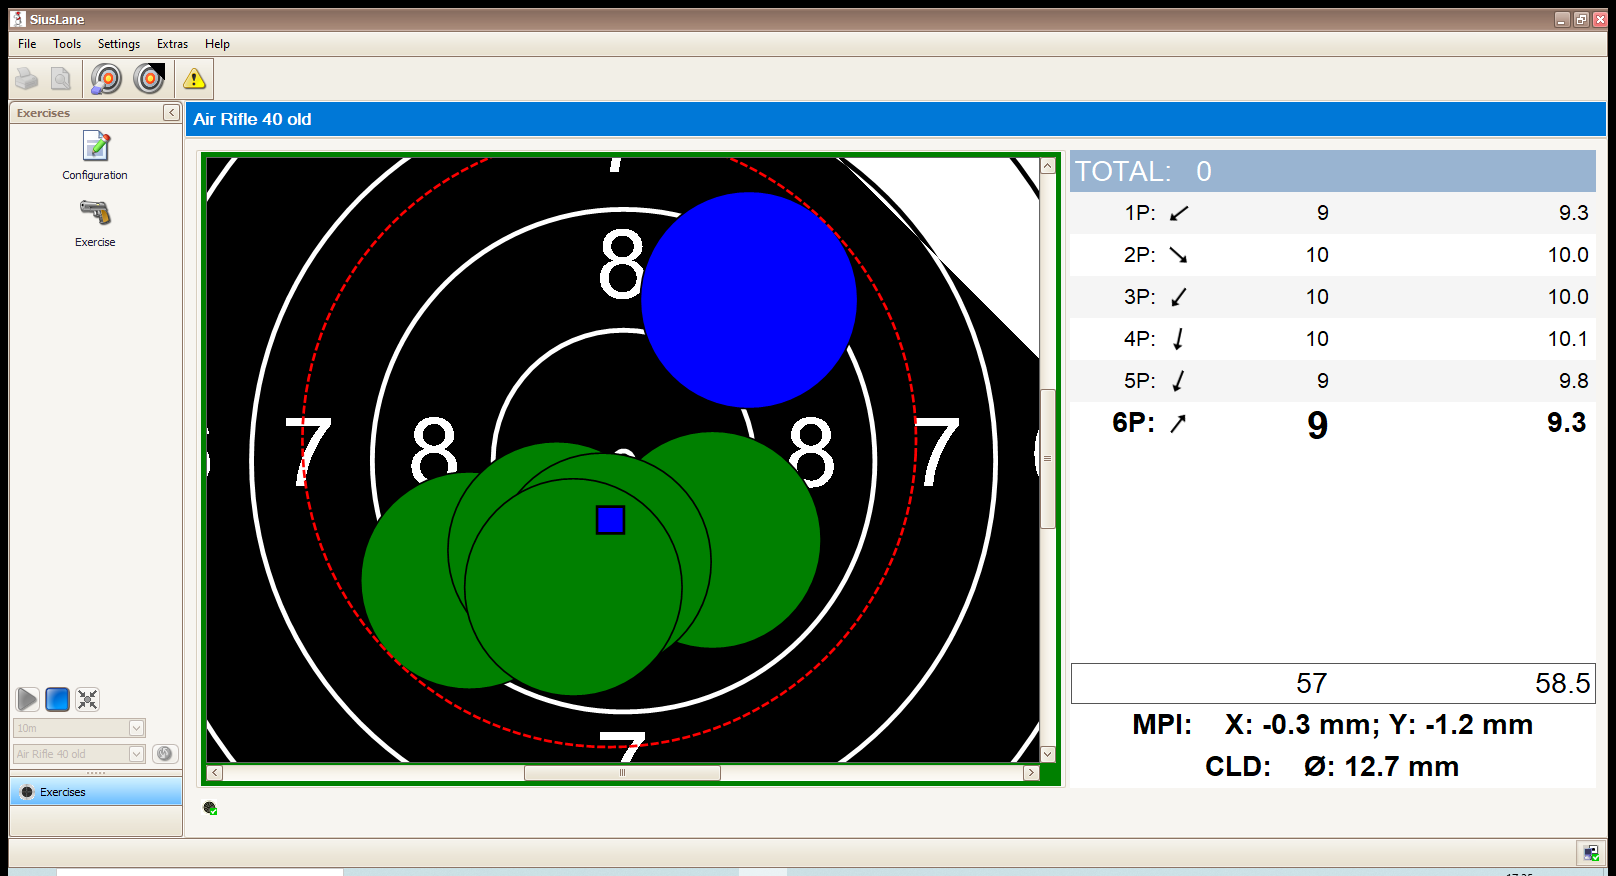 SiusLane
File Tools Settings Extras Help
Exercises
Configuration
Exercise
10m
Air Rifle 40 old
Exercises
Air Rifle 40 old
7
8
7 8 8 7
7
TOTAL: 0
1P: 9 9.3
2P: 10 10.0
3P: 10 10.0
4P: 10 10.1
5P: 9 9.8
6P: 9 9.3
57 58.5
MPI: X: -0.3 mm; Y: -1.2 mm
CLD: Ø: 12.7 mm